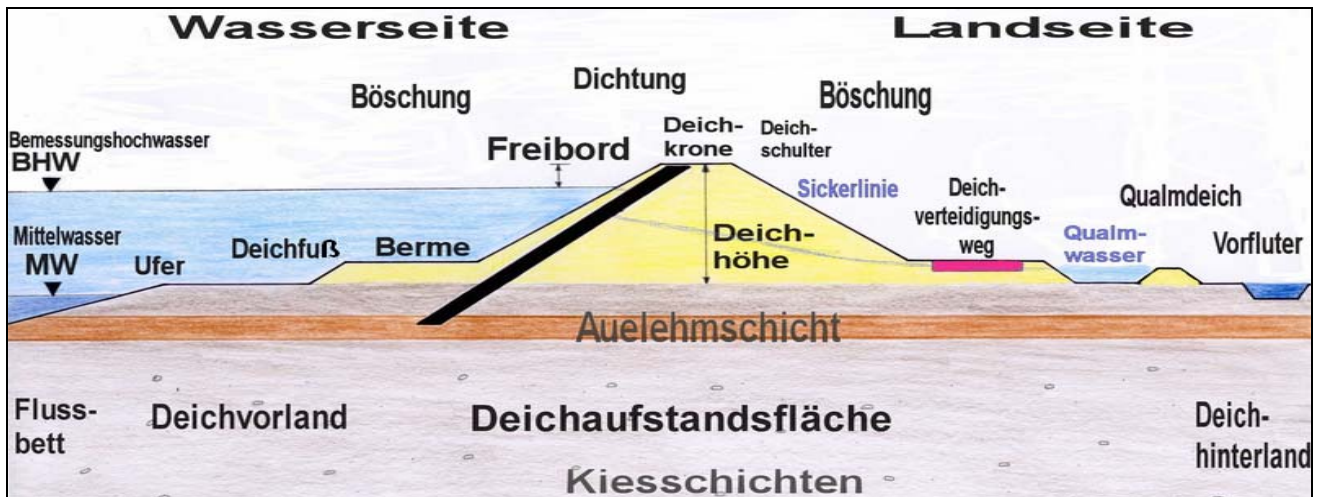 Wasserseite
Landseite
Dichtung
Böschung
Böschung
Bemessungshochwasser
BHW
Freibord
Deich-
krone
Deich-
schulter
Sickerlinie
Deich-
verteidigungs-
weg
Qualmdeich
Mittelwasser
MW
Ufer
Deichfuß
Berme
Deich-
höhe
Qualm-
wasser
Vorfluter
Auelehmschicht
Fluss-
bett
Deichvorland
Deichaufstandsfläche
Deich-
hinterland
Kiesschichten